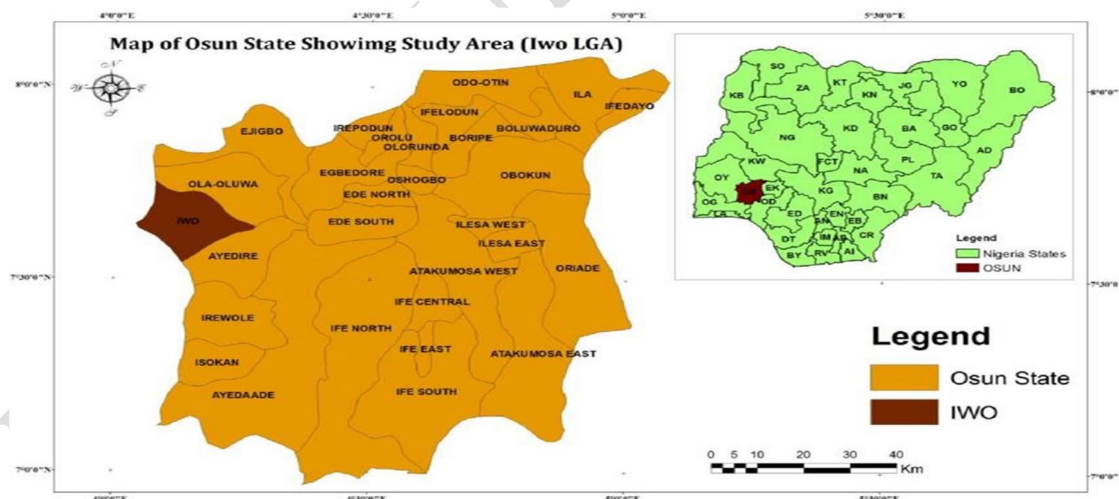 4°0'0"E 4°30'0"E 5°0'0"E 5°30'0"E
Map of Osun State Showimg Study Area (Iwo LGA)
N
8°0'0"N
8°0'0"N
ODO-OTIN
ILA
IFEDAYO
IFELODUN
EJIGBO
IREPODUN
BOLUWADURO
OROLU
BORIPE
OLORUNDA
EGBEDORE
OSHOGBO
OBOKUN
OLA-OLUWA
EDE NORTH
IWO
EDE SOUTH
ILESA WEST
ILESA EAST
AYEDIRE
ORIADE
ATAKUMOSA WEST
7°30'0"N
7°30'0"
IFE CENTRAL
IREWOLE
IFE NORTH
IFE EAST
ATAKUMOSA EAST
ISOKAN
AYEDAADE
IFE SOUTH
7°0'0"N
SO
KT
JG
YO
BO
KB
ZA
KN
NG
KD
BA
GO
AD
KW
FCT
PL
NA
TA
OY
EK
KG
BN
OG
OD
LA
ED
EN
AN
EB
DT
IM
AB
CR
BY
RV
AI
Legend
Nigeria States
OSUN
Legend
Osun State
IWO
0 5 10 20 30 40
Km